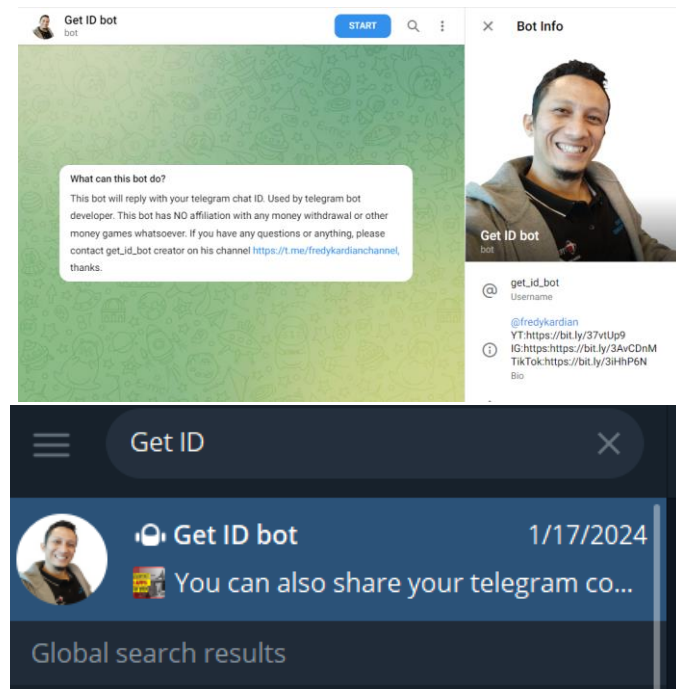 Get ID bot
bot
START
Bot Info
What can this bot do?
This bot will reply with your telegram chat ID. Used by telegram bot
developer. This bot has NO affiliation with any money withdrawal or other
money games whatsoever. If you have any questions or anything, please
contact get_id_bot creator on his channel https://t.me/fredykardianchannel,
thanks.
Get ID bot
bot
get_id_bot
Username
@fredykardian
YT:https://bit.ly/37vtUp9
IG:https:https://bit.ly/3AvCDnM
TikTok:https://bit.ly/3iHhP6N
Bio
Get ID
Get ID bot
1/17/2024
You can also share your telegram co...
Global search results